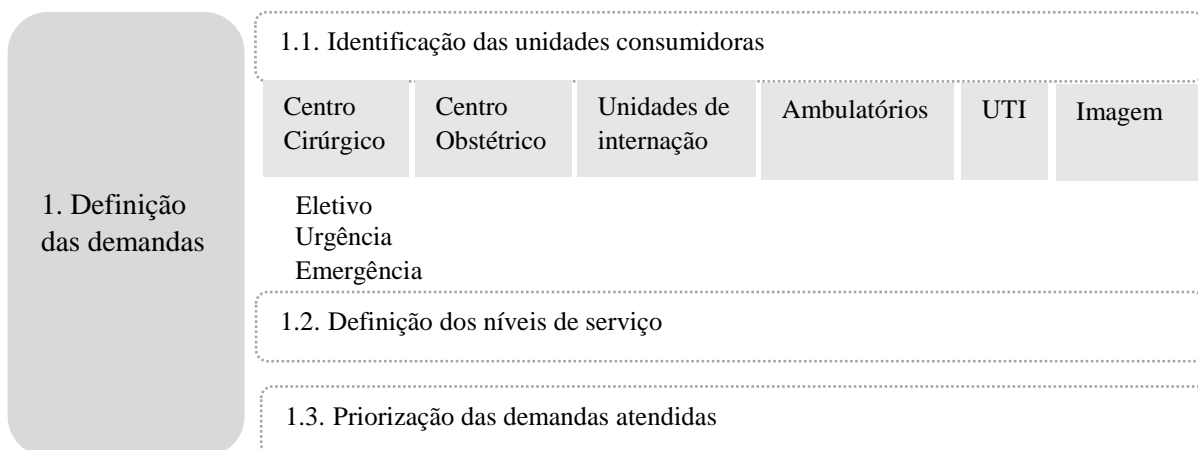 1. Definição
das demandas
1.1. Identificação das unidades consumidoras
Centro
Cirúrgico
Centro
Obstétrico
Unidades de
internação
Ambulatórios
UTI
Imagem
Eletivo
Urgência
Emergência
1.2. Definição dos níveis de serviço
1.3. Priorização das demandas atendidas